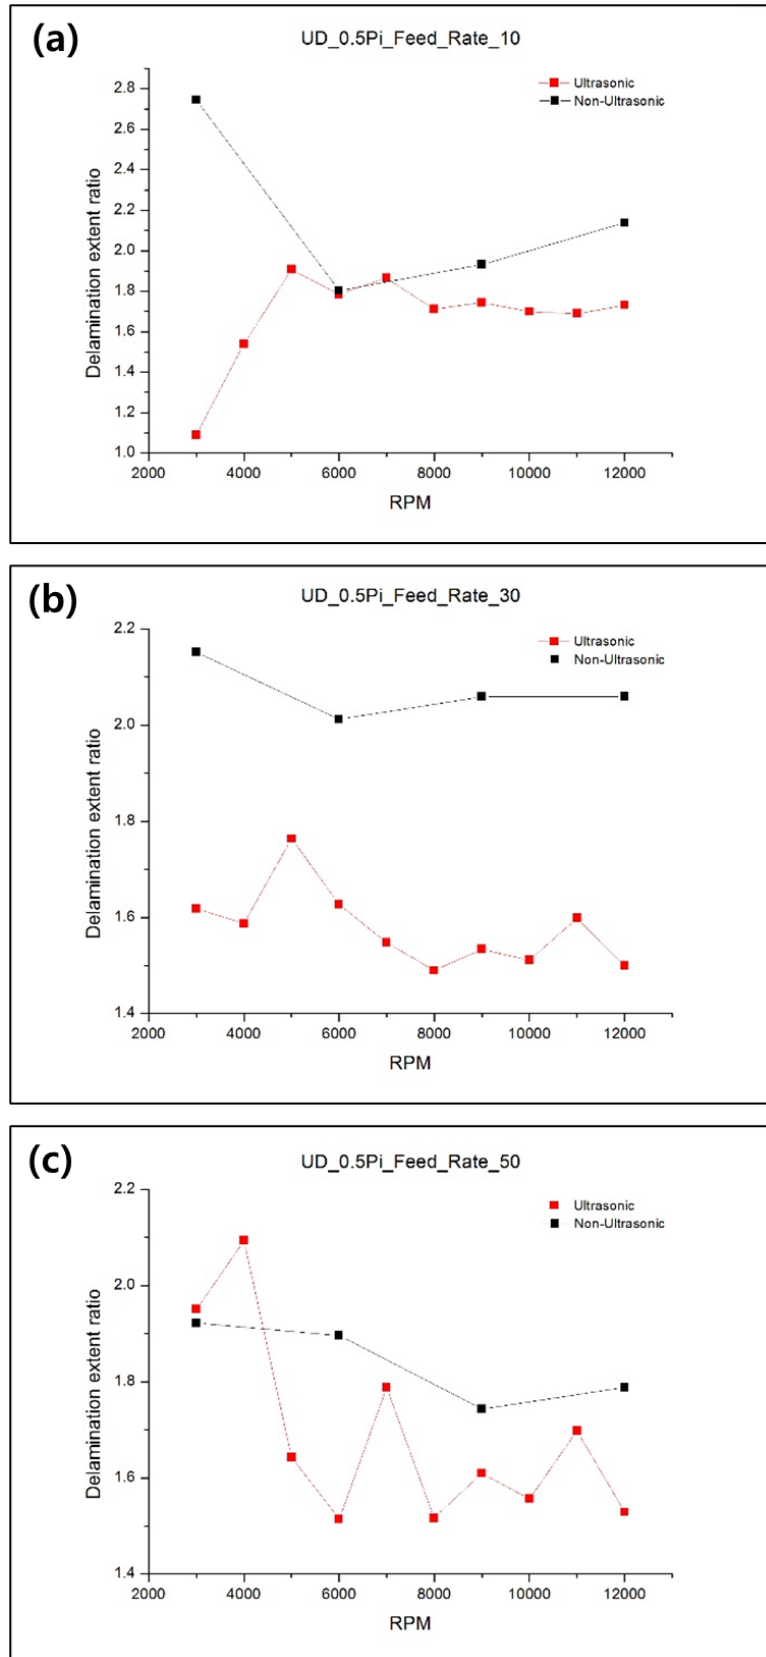 (a)
UD_0.5Pi_Feed_Rate_10
Ultrasonic
Non-Ultrasonic
Delamination extent ratio
2.8
2.6
2.4
2.2
2.0
1.8
1.6
1.4
1.2
1.0
2000 4000 6000 8000 10000 12000
RPM
(b)
UD_0.5Pi_Feed_Rate_30
Ultrasonic
Non-Ultrasonic
Delamination extent ratio
2.2
2.0
1.8
1.6
1.4
2000 4000 6000 8000 10000 12000
RPM
(c)
UD_0.5Pi_Feed_Rate_50
Ultrasonic
Non-Ultrasonic
Delamination extent ratio
2.2
2.0
1.8
1.6
1.4
2000 4000 6000 8000 10000 12000
RPM